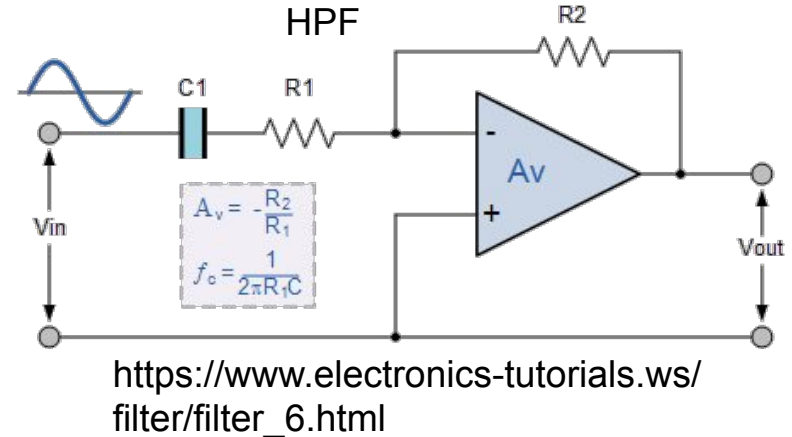 HPF
R2
C1
R1
-
Av
+
Vin
Av = - R2/R1
fc = 1/2πR1C
Vout
https://www.electronics-tutorials.ws/
filter/filter_6.html